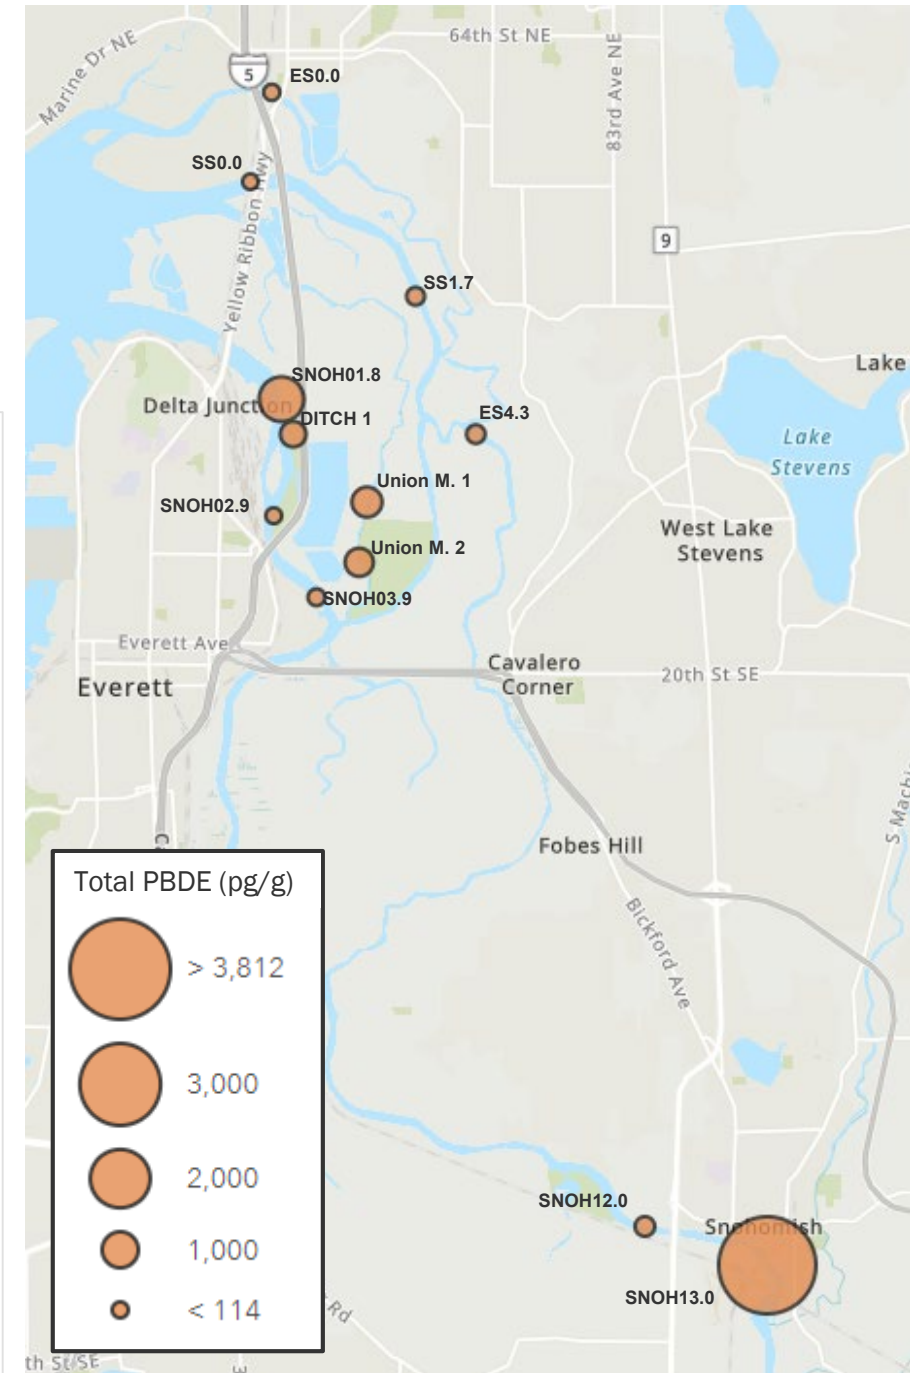 64th St NE
Marine Dr NE
83rd Ave NE
5
ES0.0
SS0.0
Yellow Ribbon Hwy
9
SS1.7
SNOH01.8
Lake
Delta Junction
DITCH 1
ES4.3
Lake
Stevens
Union M. 1
SNOH02.9
West Lake
Stevens
Union M. 2
SNOH03.9
Everett Ave
Cavalero
Corner
20th St SE
Everett
S Machi
Fobes Hill
Bickford Ave
Total PBDE (pg/g)
> 3,812
3,000
2,000
1,000
< 114
SNOH12.0
Snohomish
SNOH13.0
Rd
th St SE